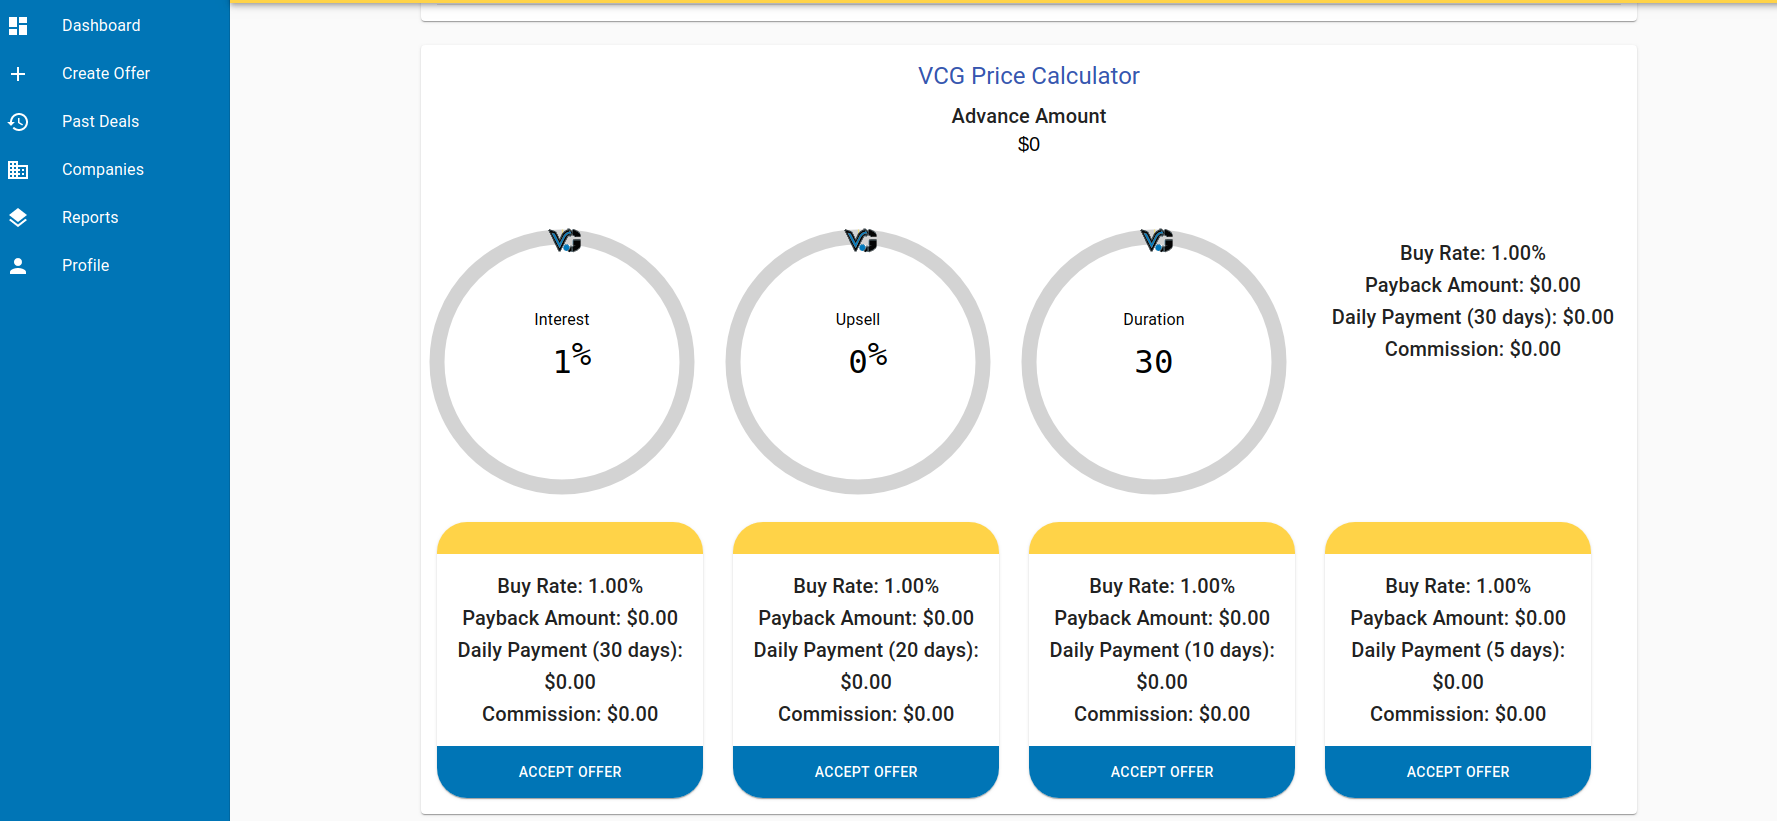 Dashboard
Create Offer
Past Deals
Companies
Reports
Profile
VCG Price Calculator
Advance Amount
$0
VCG
Interest
1%
VCG
Upsell
0%
VCG
Duration
30
Buy Rate: 1.00%
Payback Amount: $0.00
Daily Payment (30 days): $0.00
Commission: $0.00
Buy Rate: 1.00%
Payback Amount: $0.00
Daily Payment (30 days):
$0.00
Commission: $0.00
ACCEPT OFFER
Buy Rate: 1.00%
Payback Amount: $0.00
Daily Payment (20 days):
$0.00
Commission: $0.00
ACCEPT OFFER
Buy Rate: 1.00%
Payback Amount: $0.00
Daily Payment (10 days):
$0.00
Commission: $0.00
ACCEPT OFFER
Buy Rate: 1.00%
Payback Amount: $0.00
Daily Payment (5 days):
$0.00
Commission: $0.00
ACCEPT OFFER